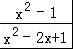 x² − 1
x² − 2x+1